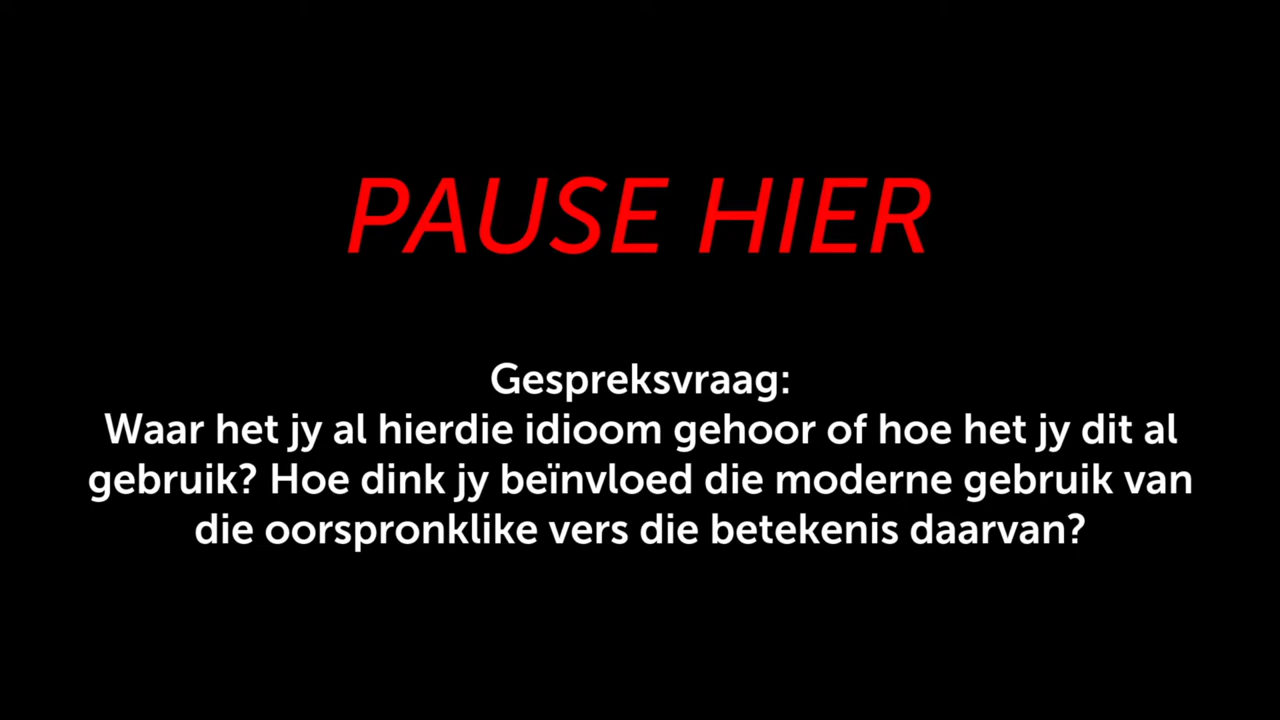 PAUSE HIER
Gespreksvraag:
Waar het jy al hierdie idioom gehoor of hoe het jy dit al
gebruik? Hoe dink jy beïnvloed die moderne gebruik van
die oorspronklike vers die betekenis daarvan?